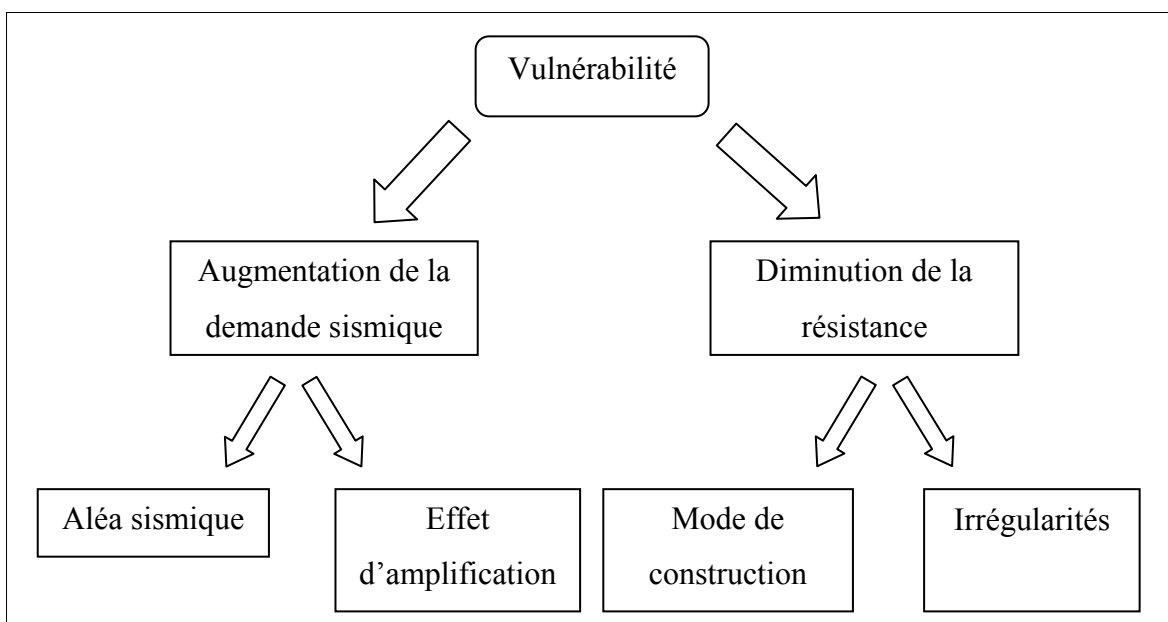 Vulnérabilité
Augmentation de la
demande sismique
Diminution de la
résistance
Aléa sismique
Effet
d’amplification
Mode de
construction
Irrégularités